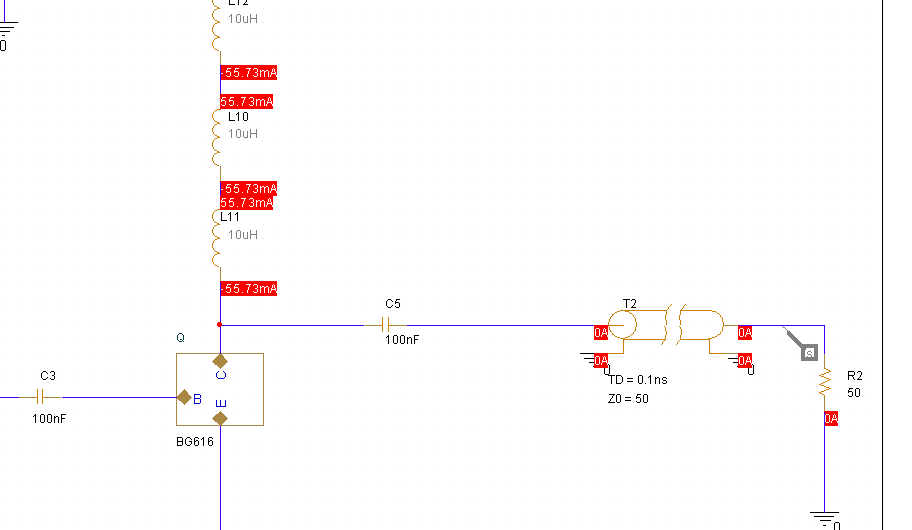 L12
10uH
0
-55.73mA
55.73mA
L10
10uH
-55.73mA
55.73mA
L11
10uH
-55.73mA
C5
100nF
T2
0A
0A
0A
0
0A
0
TD = 0.1ns
Z0 = 50
R2
50
0A
0
Q
C
B
E
BG616
C3
100nF